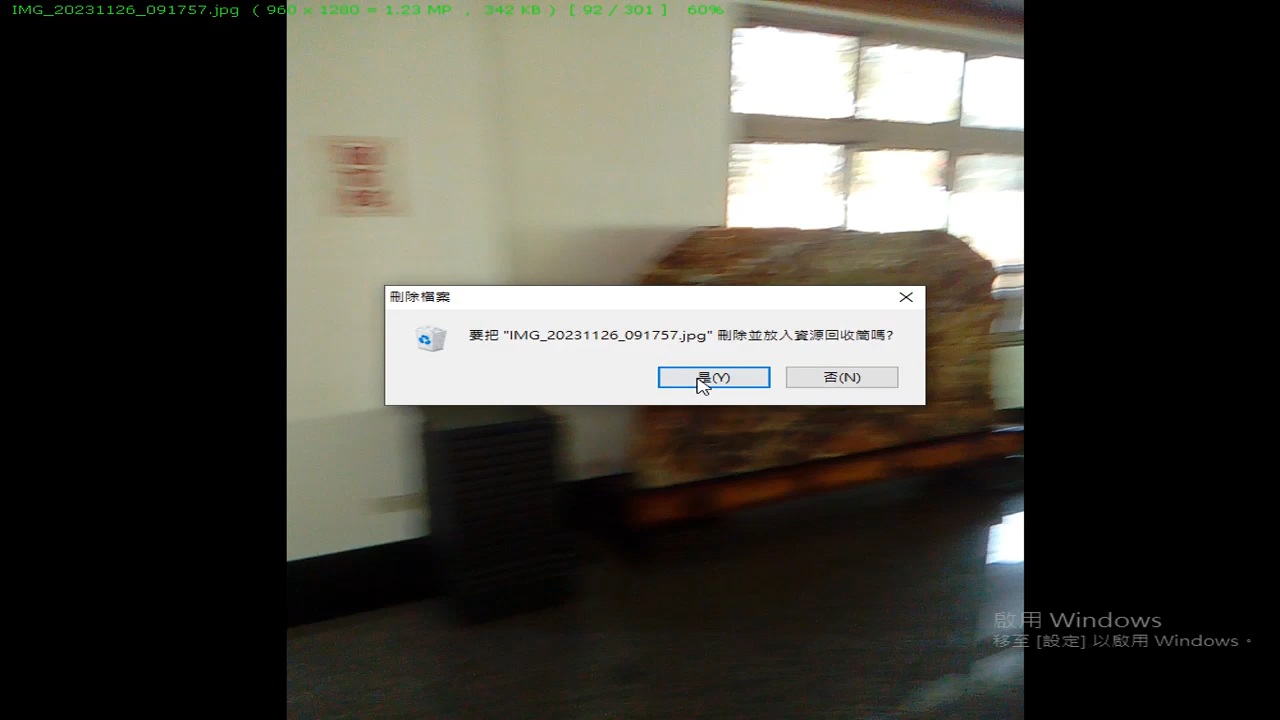 IMG_20231126_091757.jpg ( 960 x 1280 = 1.23 MP , 342 KB ) [ 92 / 301 ] 60%
刪除檔案
要把 "IMG_20231126_091757.jpg" 刪除並放入資源回收筒嗎?
是(Y)
否(N)
啟用 Windows
移至 [設定] 以啟用 Windows。